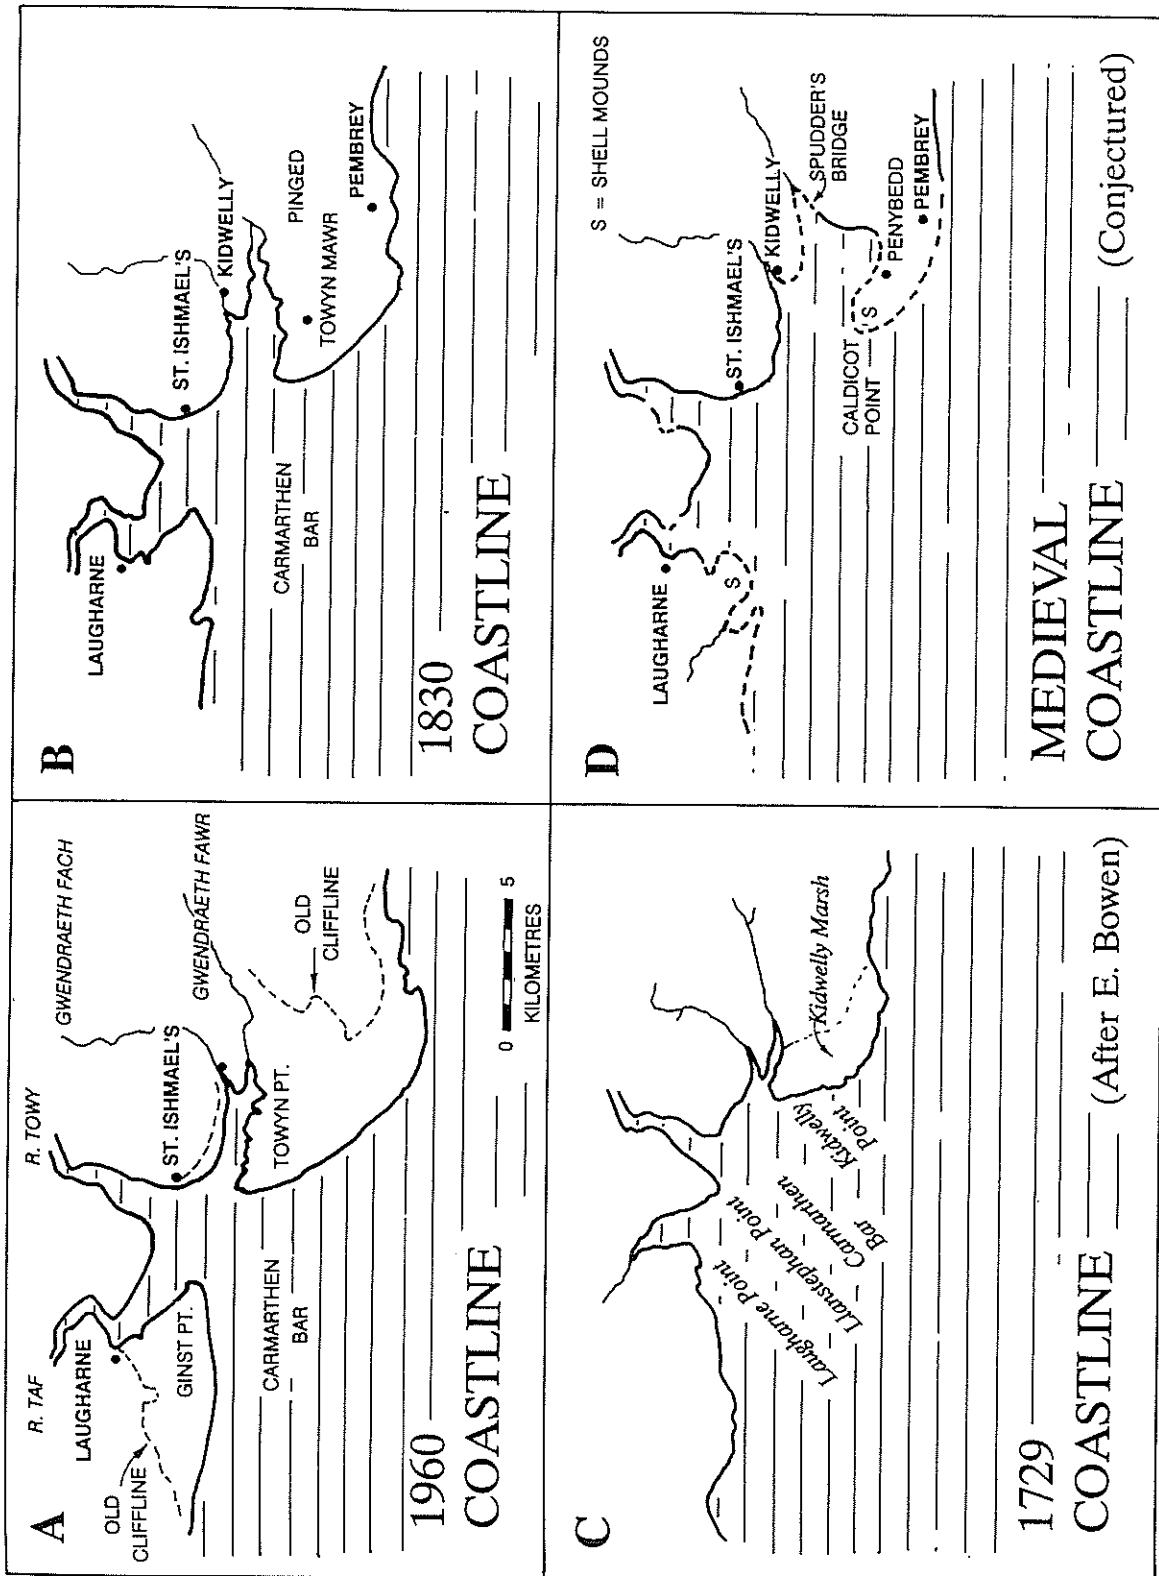 A
R. TAF
R. TOWY
GWENDRAETH FACH
GWENDRAETH FAWR
LAUGHARNE
ST. ISHMAEL'S
OLD
CLIFFLINE
GINST PT.
TOWYN PT.
OLD
CLIFFLINE
CARMARTHEN
BAR
0 5
KILOMETRES
1960
COASTLINE
B
LAUGHARNE
ST. ISHMAEL'S
KIDWELLY
PINGED
TOWYN MAWR
PEMBREY
CARMARTHEN
BAR
1830
COASTLINE
C
Laugharne Point
Llanstephan Point
Carmarthen
Bar
Kidwelly
Point
Kidwelly Marsh
1729
COASTLINE
(After E. Bowen)
D
S = SHELL MOUNDS
LAUGHARNE
ST. ISHMAEL'S
KIDWELLY
SPUDDER'S
BRIDGE
S
S
CALDICOT
POINT
PENYBEDD
PEMBREY
MEDIEVAL
COASTLINE
(Conjectured)